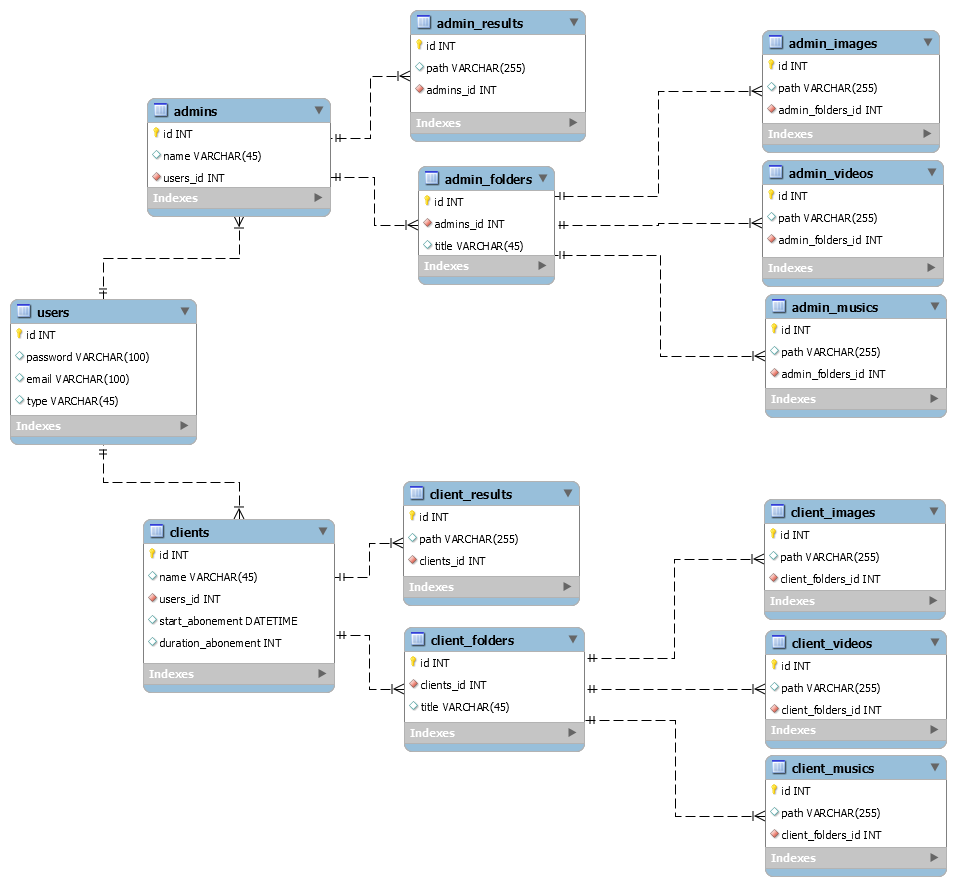 admin_results
id INT
path VARCHAR(255)
admins_id INT
Indexes
admin_images
id INT
path VARCHAR(255)
admin_folders_id INT
Indexes
admins
id INT
name VARCHAR(45)
users_id INT
Indexes
admin_folders
id INT
admins_id INT
title VARCHAR(45)
Indexes
admin_videos
id INT
path VARCHAR(255)
admin_folders_id INT
Indexes
users
id INT
password VARCHAR(100)
email VARCHAR(100)
type VARCHAR(45)
Indexes
admin_musics
id INT
path VARCHAR(255)
admin_folders_id INT
Indexes
clients
id INT
name VARCHAR(45)
users_id INT
start_abonement DATETIME
duration_abonement INT
Indexes
client_results
id INT
path VARCHAR(255)
clients_id INT
Indexes
client_images
id INT
path VARCHAR(255)
client_folders_id INT
Indexes
client_folders
id INT
clients_id INT
title VARCHAR(45)
Indexes
client_videos
id INT
path VARCHAR(255)
client_folders_id INT
Indexes
client_musics
id INT
path VARCHAR(255)
client_folders_id INT
Indexes